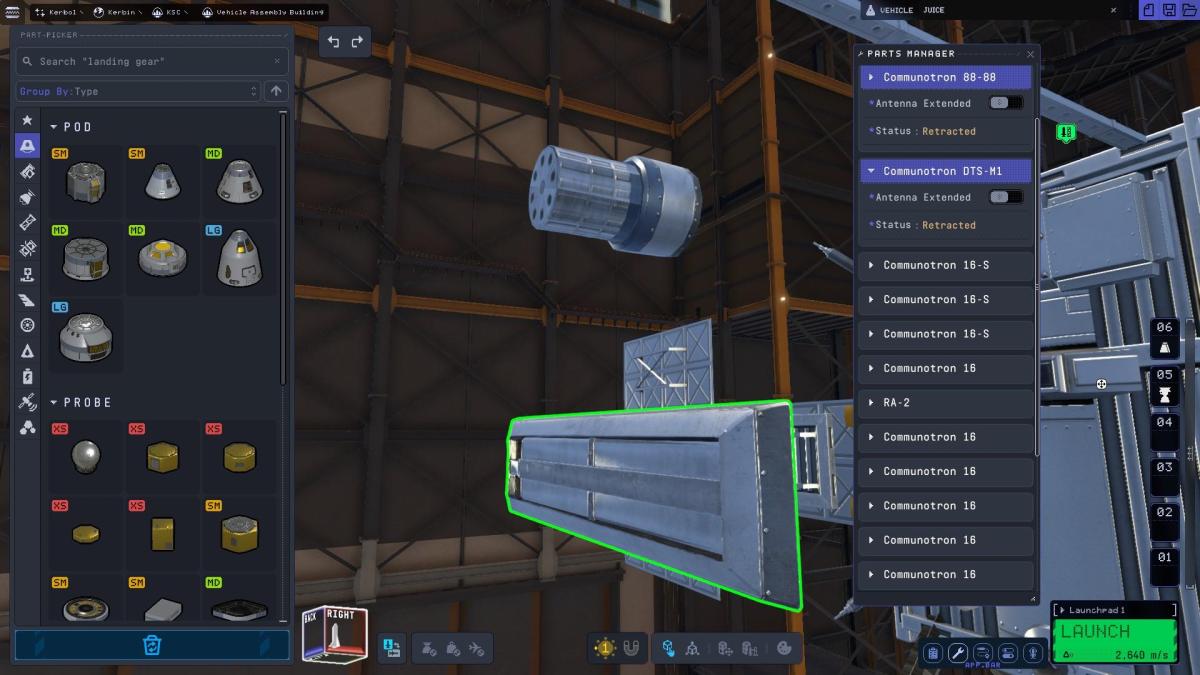 Kerbol
Kerbin
KSC
Vehicle Assembly Building
VEHICLE JUICE
PART-PICKER
Search "landing gear"
Group By: Type
POD
SM
SM
MD
MD
MD
LG
LG
PROBE
XS
XS
XS
XS
XS
SM
SM
SM
MD
PARTS MANAGER
Communotron 88-88
*Antenna Extended
*Status : Retracted
Communotron DTS-M1
*Antenna Extended
*Status : Retracted
Communotron 16-S
Communotron 16-S
Communotron 16-S
Communotron 16
RA-2
Communotron 16
Communotron 16
Communotron 16
Communotron 16
Communotron 16
06
05
04
03
02
01
BACK
RIGHT
1
APP.BAR
Launchpad 1
LAUNCH
Δv 2,640 m/s